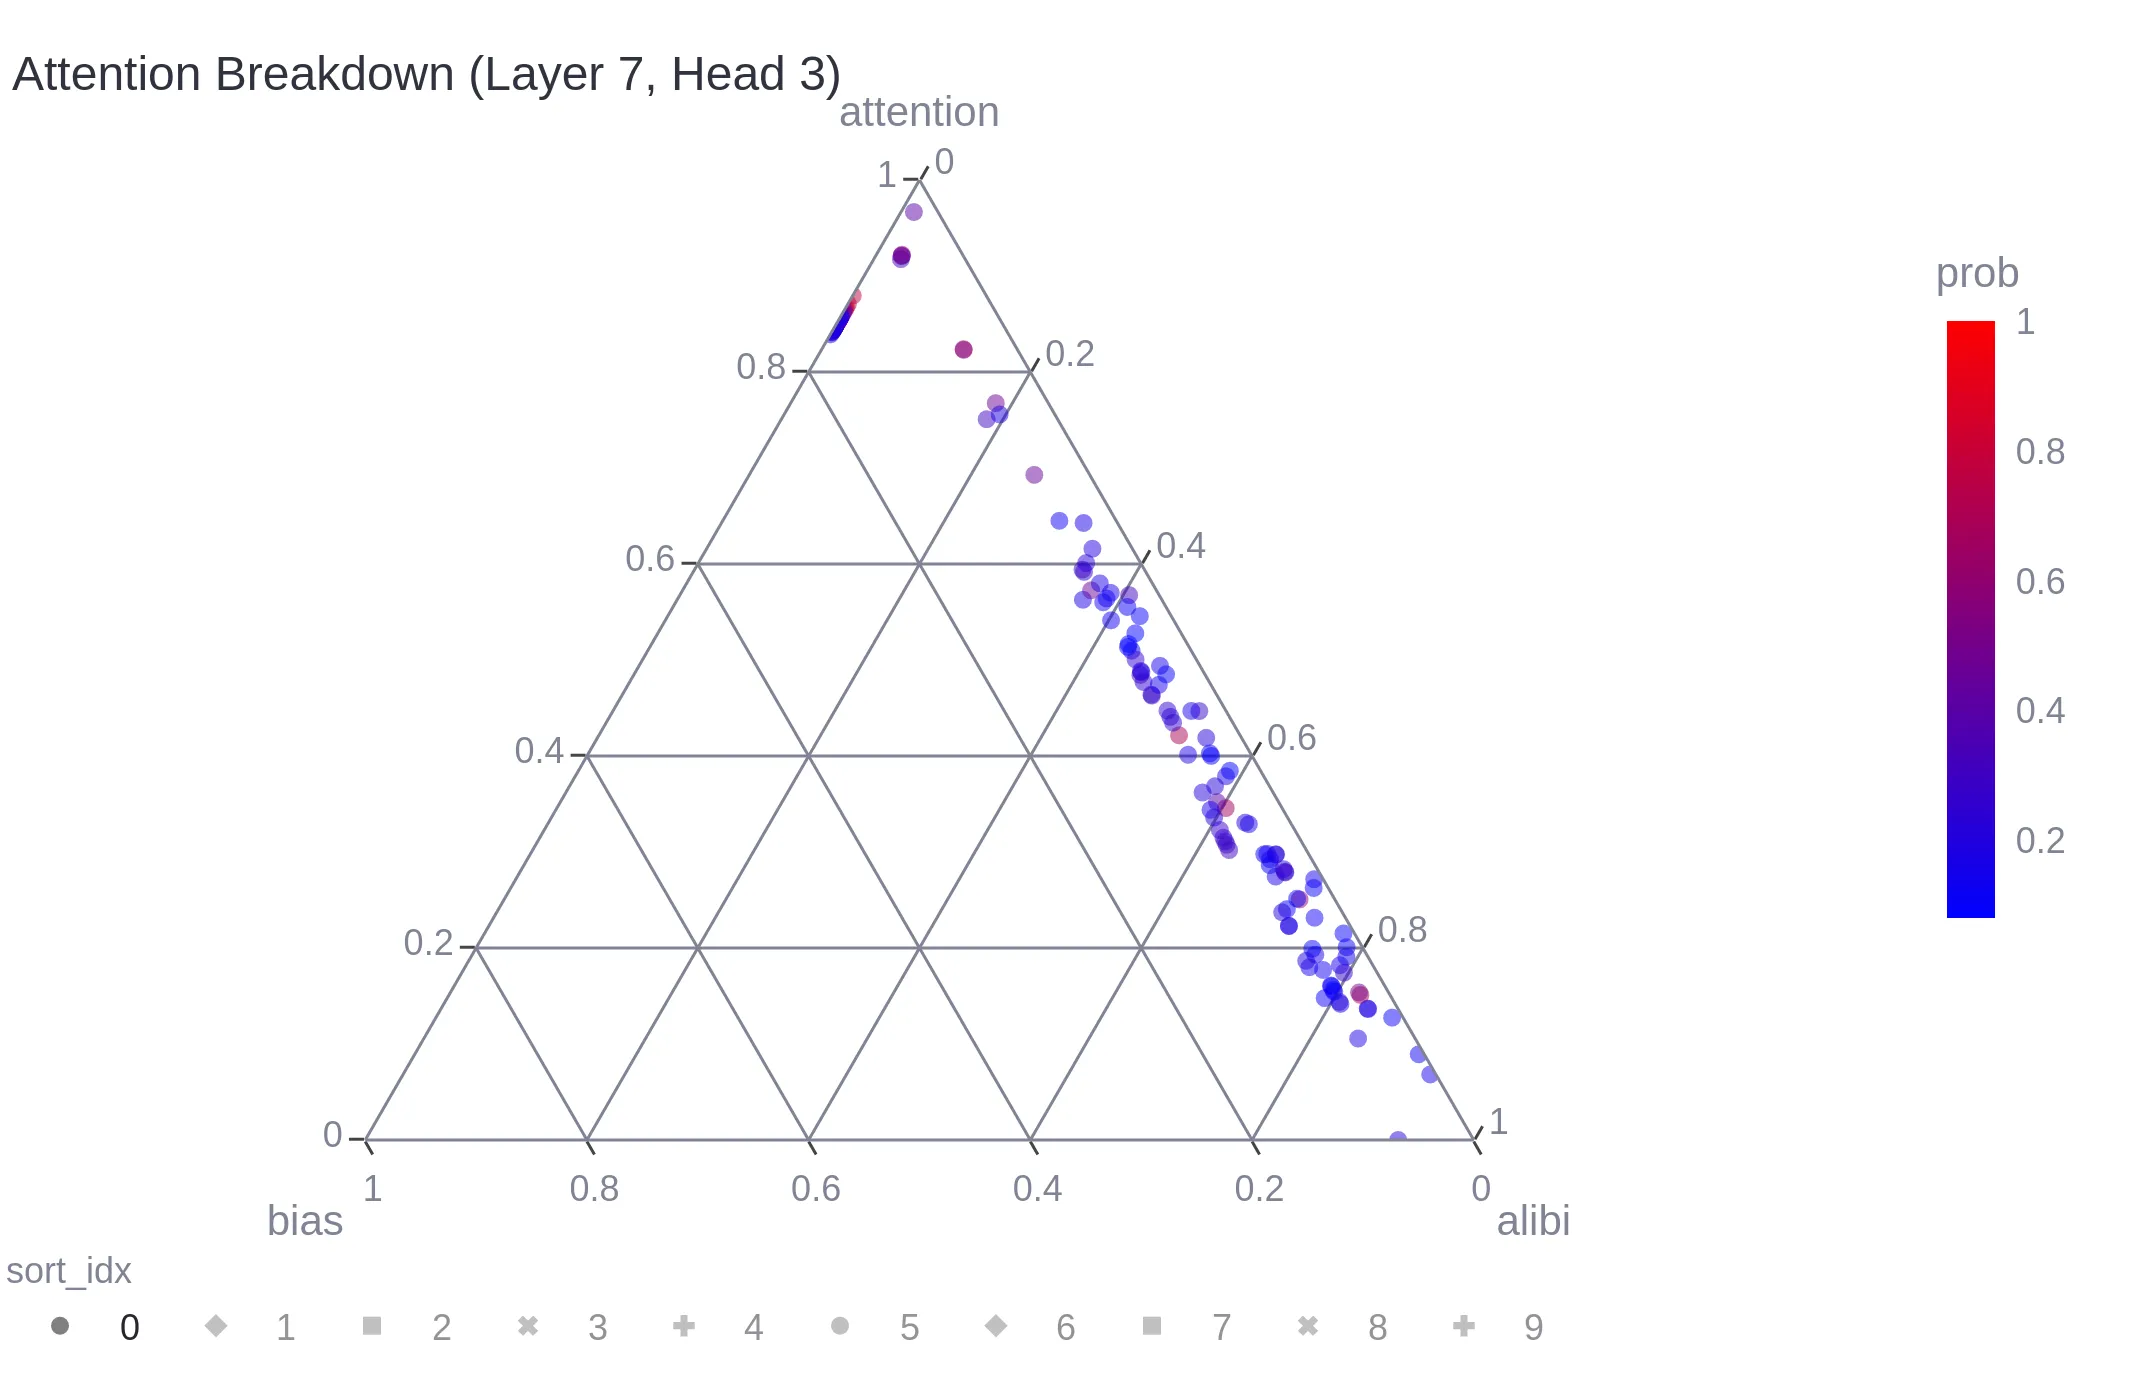 Attention Breakdown (Layer 7, Head 3)
attention
1 0
0.8 0.2
0.6 0.4
0.4 0.6
0.2 0.8
0 1
1 0.8 0.6 0.4 0.2 0
bias alibi
prob
1
0.8
0.6
0.4
0.2
sort_idx
0 1 2 3 4 5 6 7 8 9